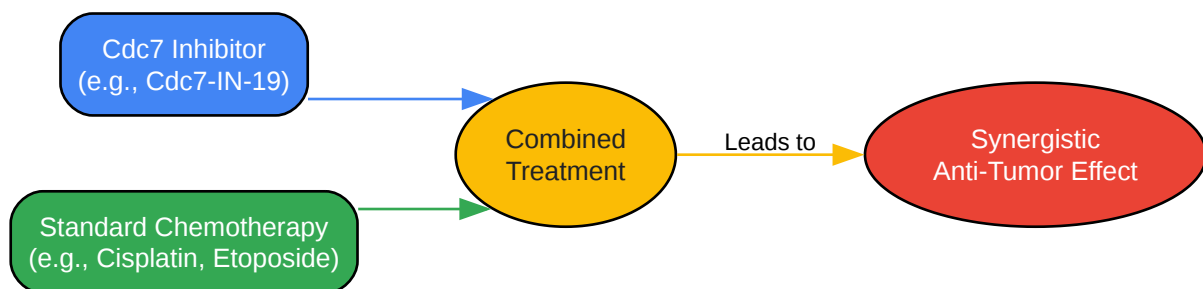 Cdc7 Inhibitor
(e.g., Cdc7-IN-19)
Standard Chemotherapy
(e.g., Cisplatin, Etoposide)
Combined
Treatment
Leads to
Synergistic
Anti-Tumor Effect